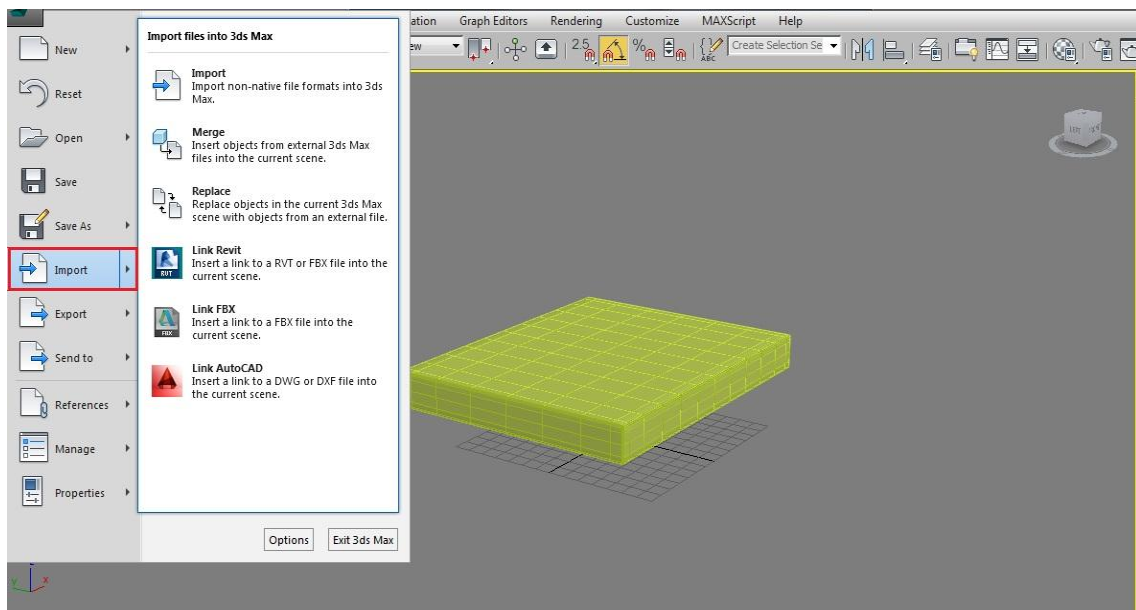 ation Graph Editors Rendering Customize MAXScript Help
ew 2.5 % ABC Create Selection Se
New
Reset
Open
Save
Save As
Import
Export
Send to
References
Manage
Properties
Import files into 3ds Max
Import
Import non-native file formats into 3ds
Max.
Merge
Insert objects from external 3ds Max
files into the current scene.
Replace
Replace objects in the current 3ds Max
scene with objects from an external file.
Link Revit
RVT
Insert a link to a RVT or FBX file into the
current scene.
Link FBX
FBX
Insert a link to a FBX file into the
current scene.
Link AutoCAD
Insert a link to a DWG or DXF file into
the current scene.
Options Exit 3ds Max
y x